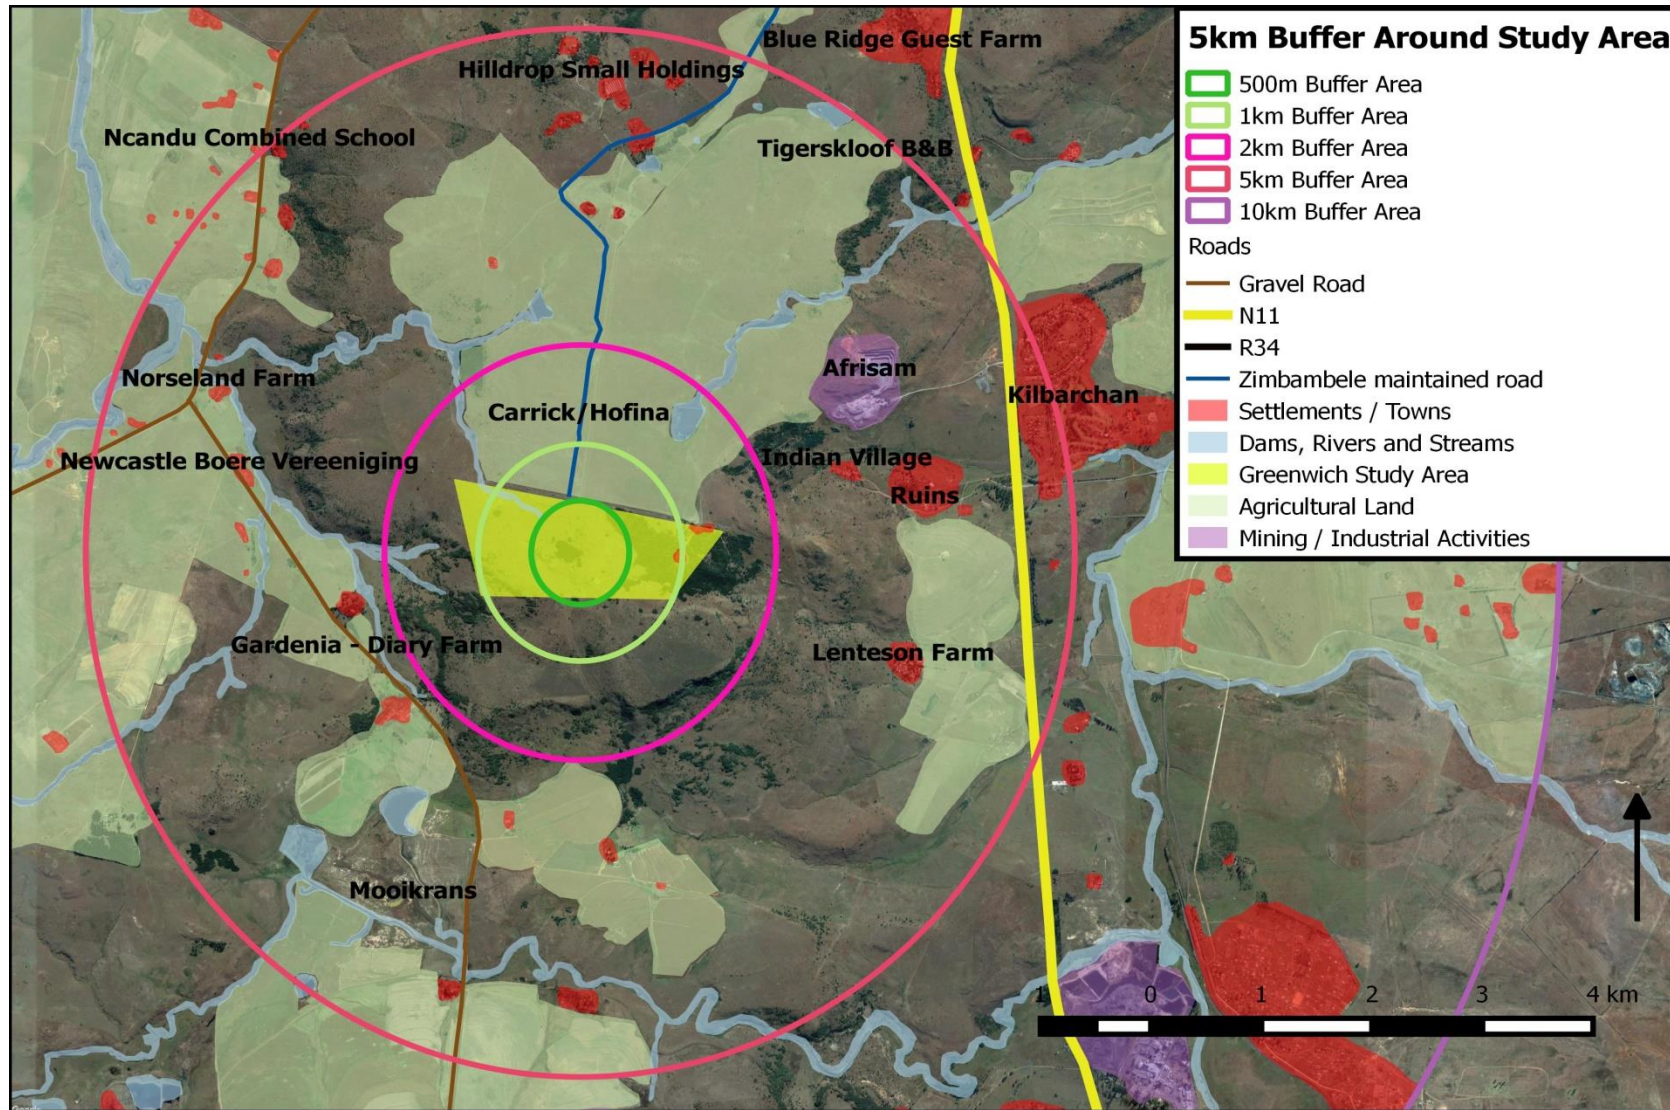 5km Buffer Around Study Area
500m Buffer Area
1km Buffer Area
2km Buffer Area
5km Buffer Area
10km Buffer Area
Roads
Gravel Road
N11
R34
Zimbambele maintained road
Settlements / Towns
Dams, Rivers and Streams
Greenwich Study Area
Agricultural Land
Mining / Industrial Activities
Blue Ridge Guest Farm
Hilldrop Small Holdings
Ncandu Combined School
Tigerskloof B&B
Afrisam
Norseland Farm
Kilbarchan
Carrick/Hofina
Newcastle Boere Vereeniging
Indian Village
Ruins
Gardenia - Diary Farm
Lenteson Farm
Mooikrans
1 0 1 2 3 4 km